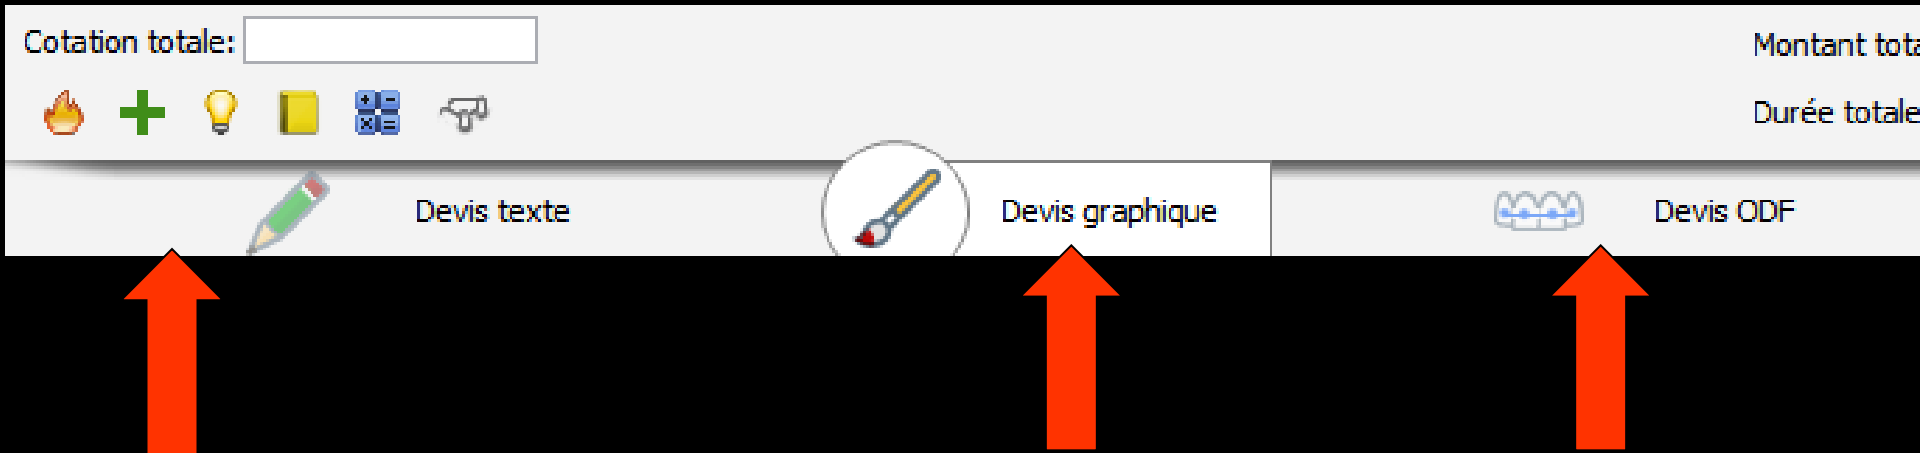 Cotation totale:
Montant tota
Durée totale
Devis texte
Devis graphique
Devis ODF